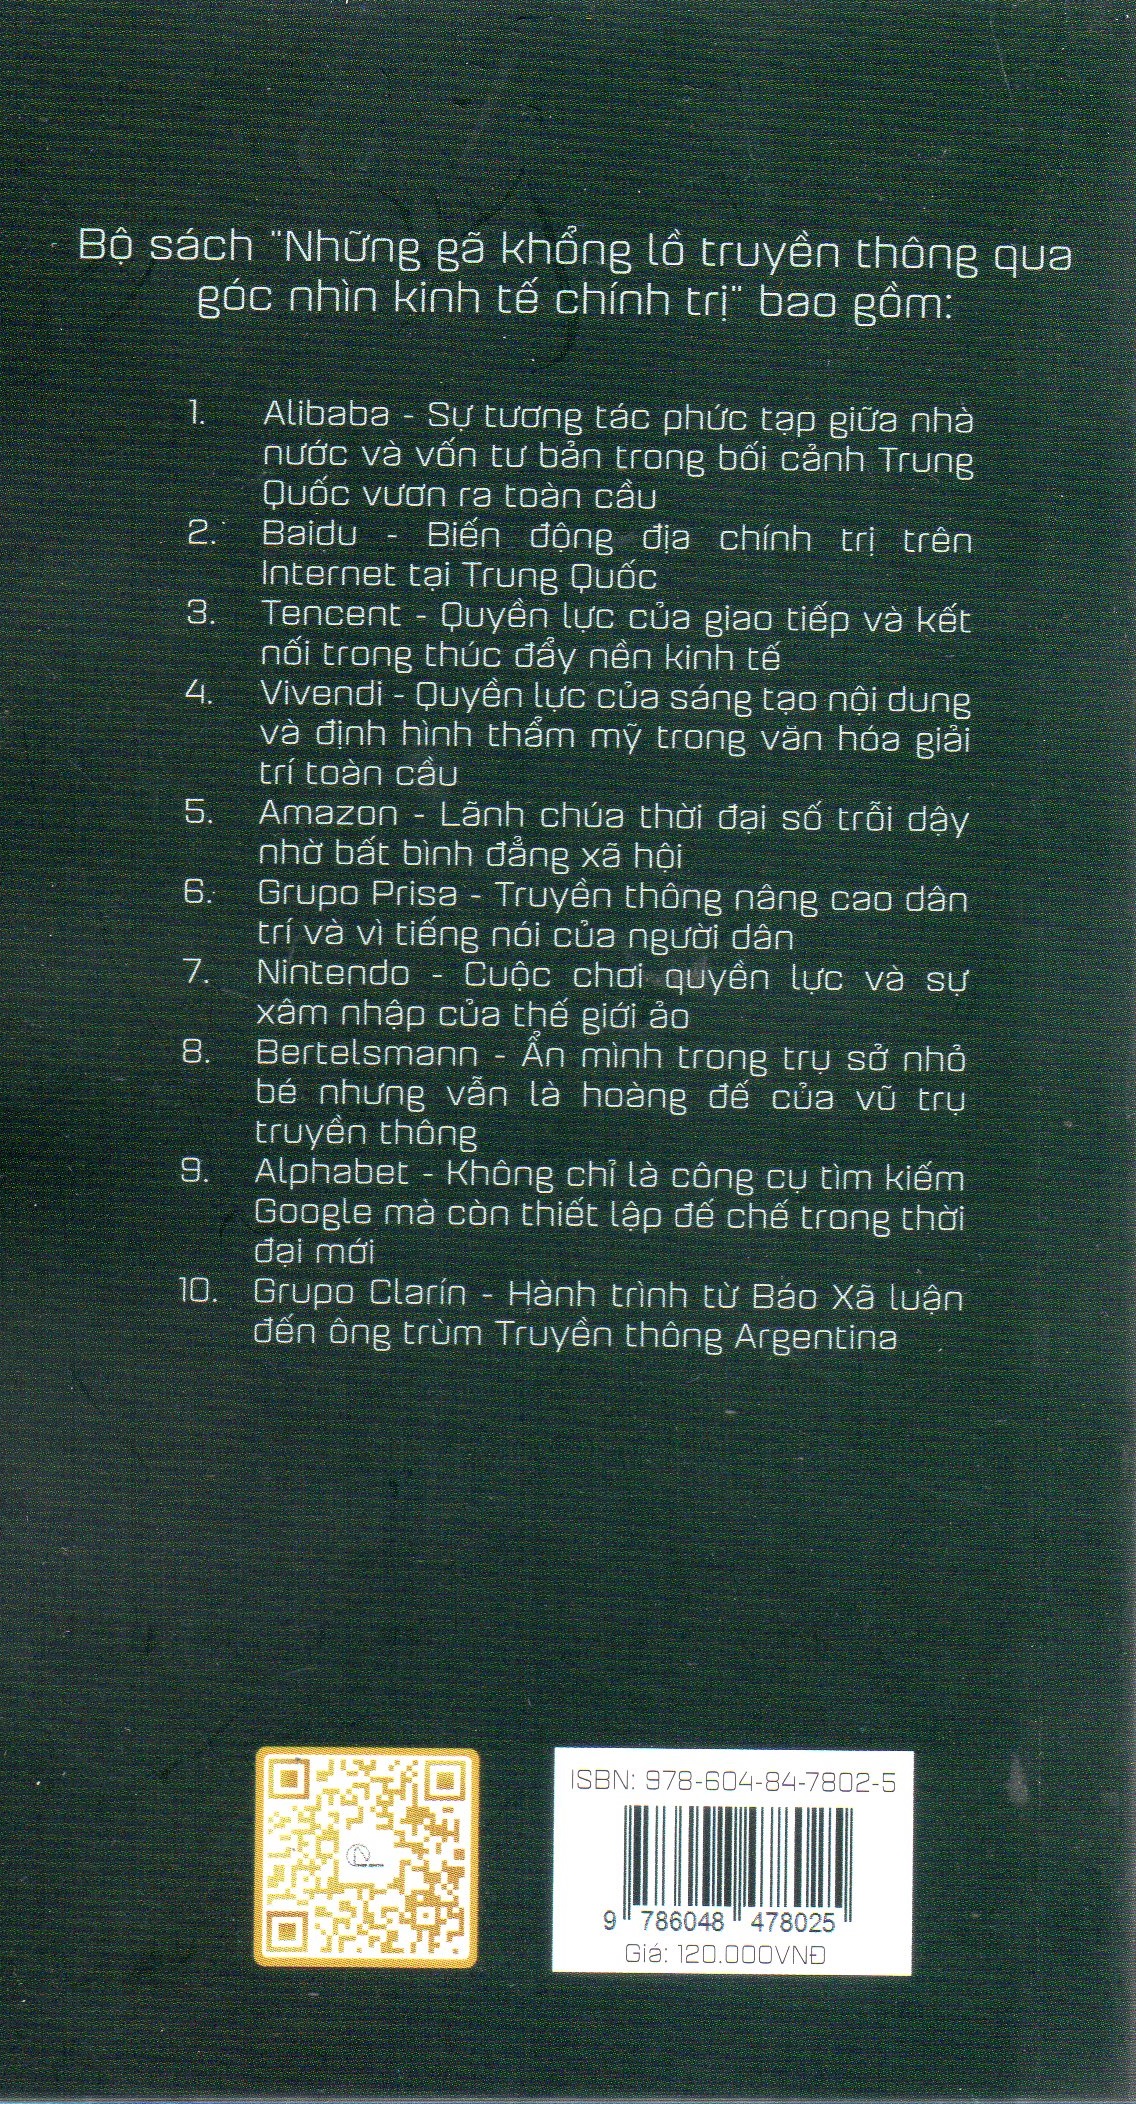 Bộ sách "Những gã khổng lồ truyền thông qua
góc nhìn kinh tế chính trị" bao gồm:
1. Alibaba - Sự tương tác phức tạp giữa nhà
nước và vốn tư bản trong bối cảnh Trung
Quốc vươn ra toàn cầu
2. Baidu - Biến động địa chính trị trên
Internet tại Trung Quốc
3. Tencent - Quyền lực của giao tiếp và kết
nối trong thúc đẩy nền kinh tế
4. Vivendi - Quyền lực của sáng tạo nội dung
và định hình thẩm mỹ trong văn hóa giải
trí toàn cầu
5. Amazon - Lãnh chúa thời đại số trỗi dậy
nhờ bất bình đẳng xã hội
6. Grupo Prisa - Truyền thông nâng cao dân
trí và vì tiếng nói của người dân
7. Nintendo - Cuộc chơi quyền lực và sự
xâm nhập của thế giới ảo
8. Bertelsmann - Ẩn mình trong trụ sở nhỏ
bé nhưng vẫn là hoàng đế của vũ trụ
truyền thông
9. Alphabet - Không chỉ là công cụ tìm kiếm
Google mà còn thiết lập đế chế trong thời
đại mới
10. Grupo Clarín - Hành trình từ Báo Xã luận
đến ông trùm Truyền thông Argentina
ISBN: 978-604-84-7802-5
9 786048 478025
Giá: 120.000VNĐ